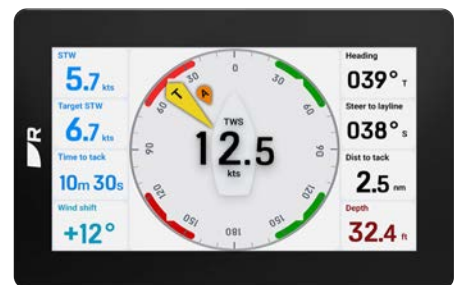 STW
5.7 kts
Target STW
6.7 kts
Time to tack
10m 30s
Wind shift
+12°
R
0
30
30
60
60
90
90
120
120
150
150
180
T
A
TWS
12.5
kts
Heading
039° T
Steer to layline
038° s
Dist to tack
2.5 nm
Depth
32.4 ft